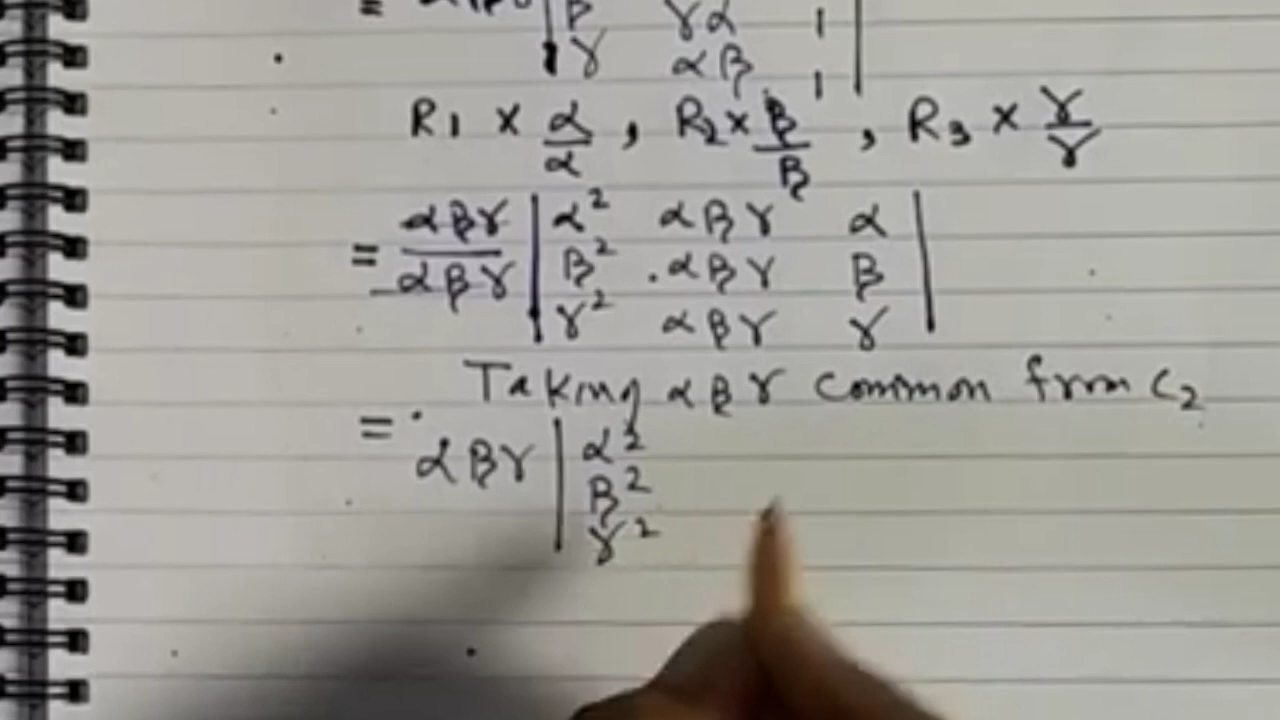 = αβγ | β γα 1 |
γ αβ 1
R1 × α/α , R2 × β/β , R3 × γ/γ
= αβγ/αβγ | α² αβγ α |
β² .αβγ β
γ² αβγ γ
Taking αβγ common from C2
= αβγ | α²
β²
γ²